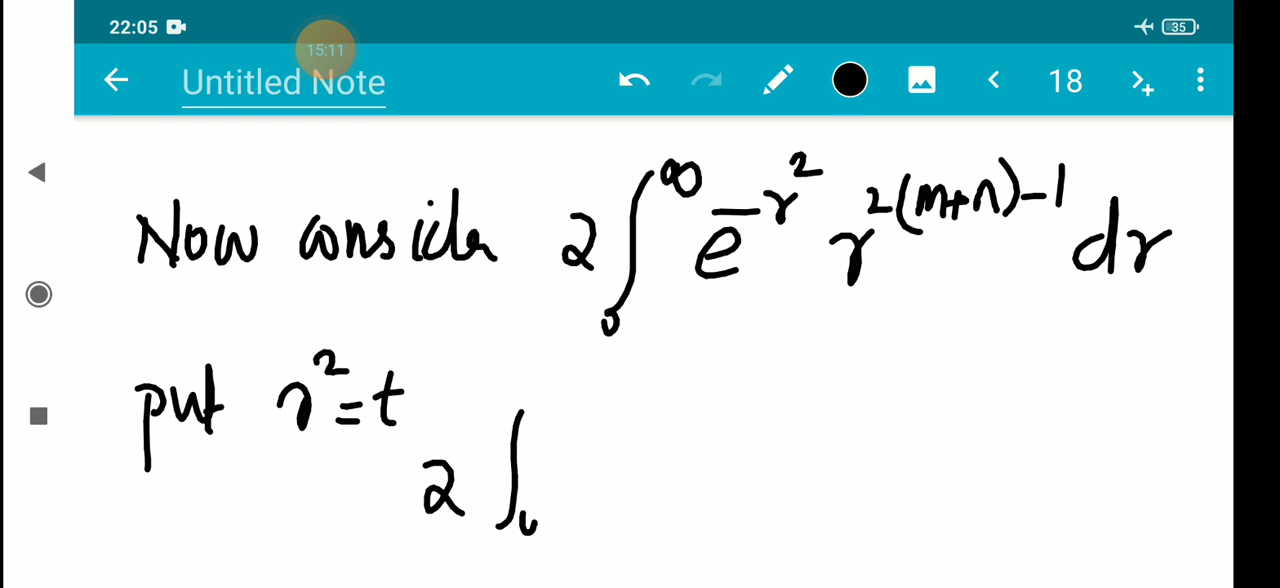 22:05 35
15:11
Untitled Note 18
Now consider 2∫₀^∞ e^{-r²} r^{2(m+n)-1} dr
put r² = t
2 ∫₀